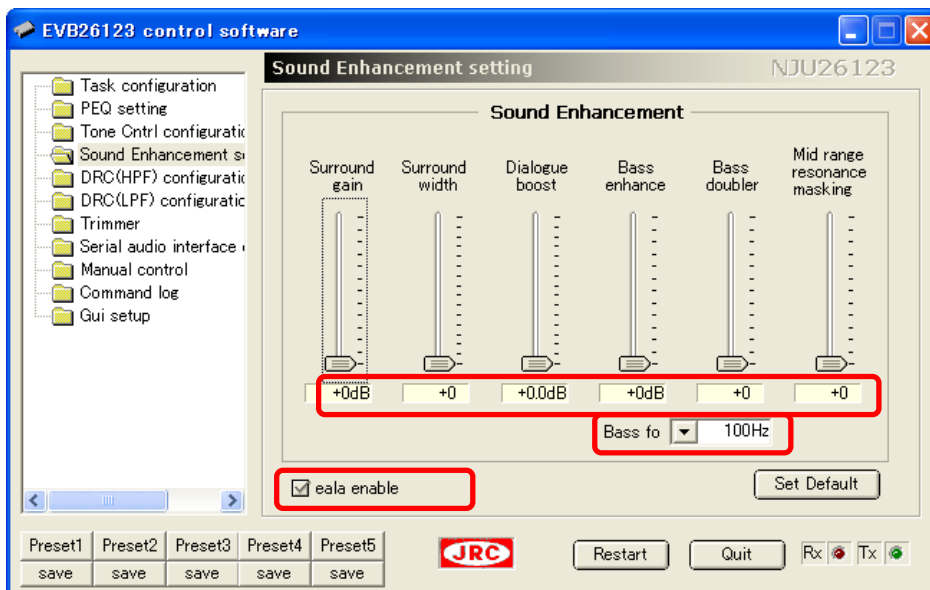 EVB26123 control software
Task configuration
PEQ setting
Tone Cntrl configuratic
Sound Enhancement s
DRC(HPF) configuratic
DRC(LPF) configuratic
Trimmer
Serial audio interface
Manual control
Command log
Gui setup
Sound Enhancement setting
NJU26123
Sound Enhancement
Surround gain
Surround width
Dialogue boost
Bass enhance
Bass doubler
Mid range resonance masking
+0dB
+0
+0.0dB
+0dB
+0
+0
Bass fo 100Hz
eala enable
Set Default
Preset1 Preset2 Preset3 Preset4 Preset5
save save save save save
JRC
Restart
Quit
Rx Tx